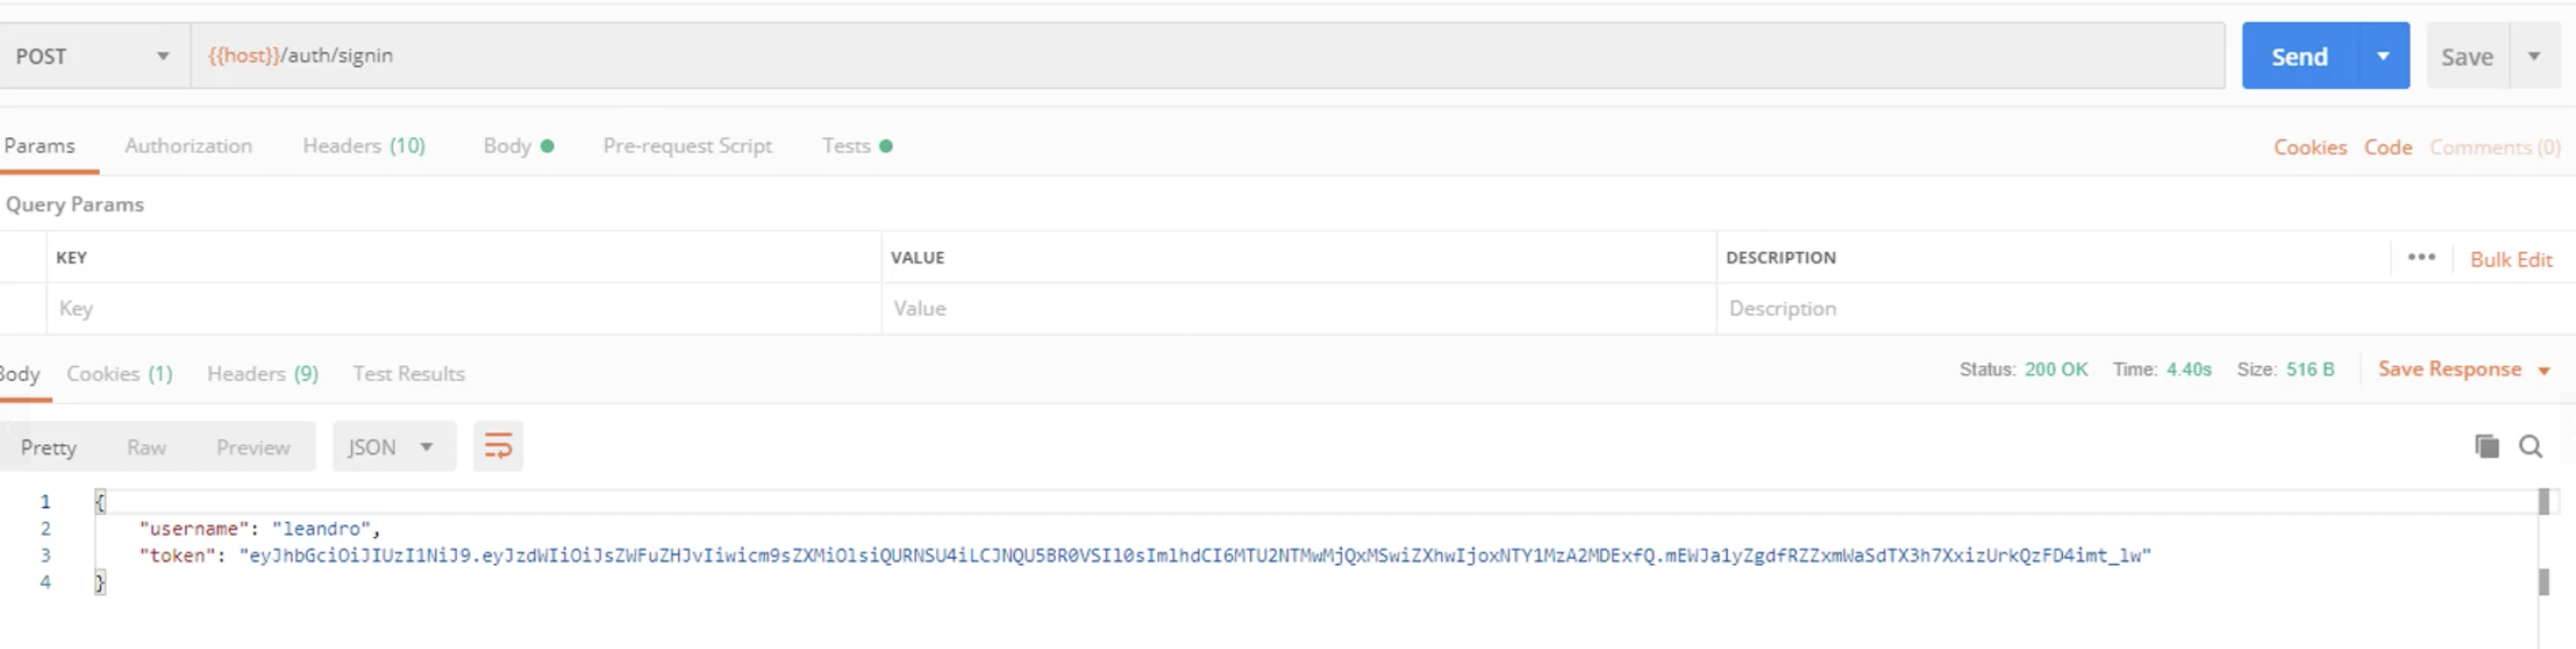 POST {{host}}/auth/signin Send Save
Params Authorization Headers (10) Body Pre-request Script Tests Cookies Code Comments (0)
Query Params
KEY VALUE DESCRIPTION ••• Bulk Edit
Key Value Description
Body Cookies (1) Headers (9) Test Results Status: 200 OK Time: 4.40s Size: 516 B Save Response
Pretty Raw Preview JSON
1 {
2 "username": "leandro",
3 "token": "eyJhbGciOiJIUzI1NiJ9.eyJzdWIiOiJsZWFuZHJvIiwicm9sZXMiOlsiQURNSU4iLCJNQU5BR0VSIl0sImlhdCI6MTU2NTMwMjQxMSwiZXhwIjoxNTY1MzA2MDExfQ.mEWJa1yZgdfRZZxmWaSdTX3h7XxizUrkQzFD4imt_lw"
4 }